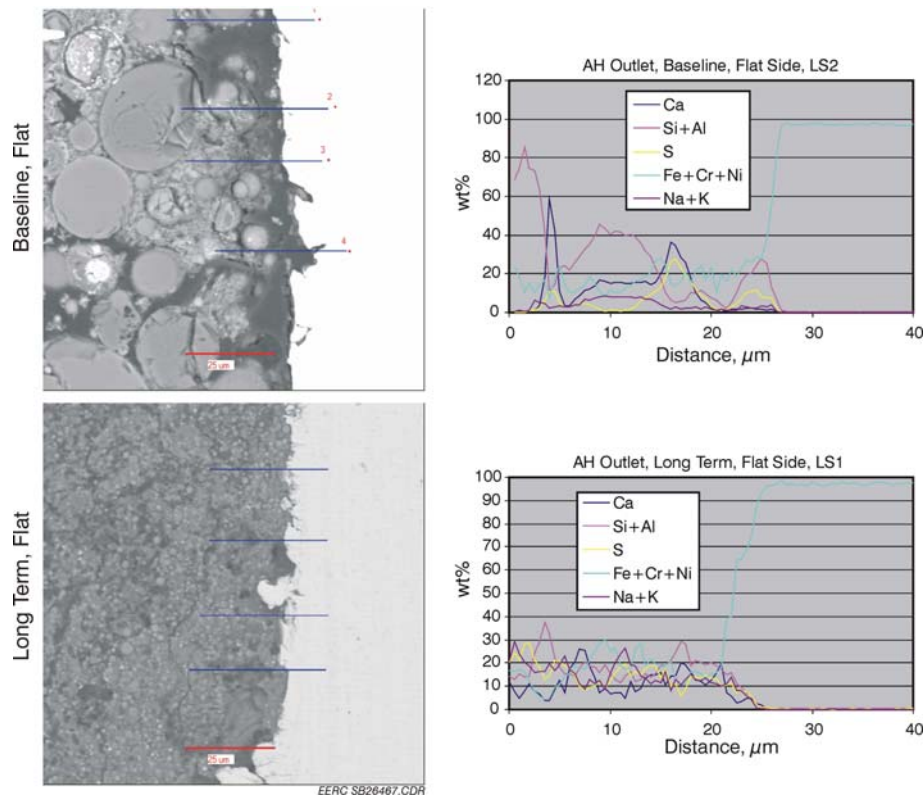 Baseline, Flat
1
2
3
4
25 µm
AH Outlet, Baseline, Flat Side, LS2
120
100
80
60
40
20
0
wt%
Ca
Si+Al
S
Fe+Cr+Ni
Na+K
0 10 20 30 40
Distance, µm
Long Term, Flat
25 µm
EERC SB26467.CDR
AH Outlet, Long Term, Flat Side, LS1
100
90
80
70
60
50
40
30
20
10
0
wt%
Ca
Si+Al
S
Fe+Cr+Ni
Na+K
0 10 20 30 40
Distance, µm